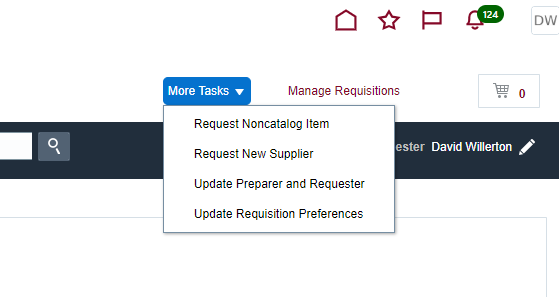 124
DW
More Tasks
Manage Requisitions
0
Request Noncatalog Item
Request New Supplier
Update Preparer and Requester
Update Requisition Preferences
ester David Willerton